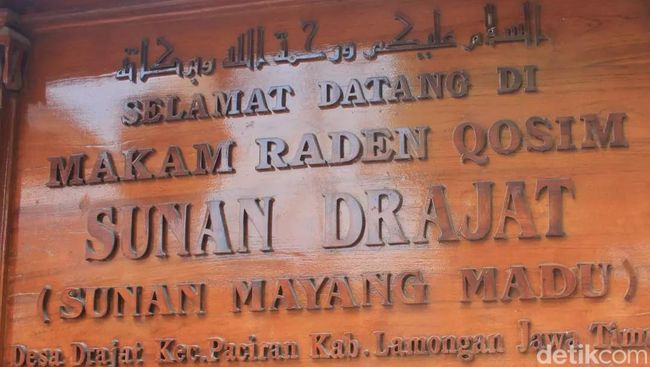 السلام عليكم ورحمة الله وبركاته
SELAMAT DATANG DI
MAKAM RADEN QOSIM
SUNAN DRAJAT
(SUNAN MAYANG MADU)
Desa Drajat Kec.Paciran Kab.Lamongan Jawa Timu
detikcom